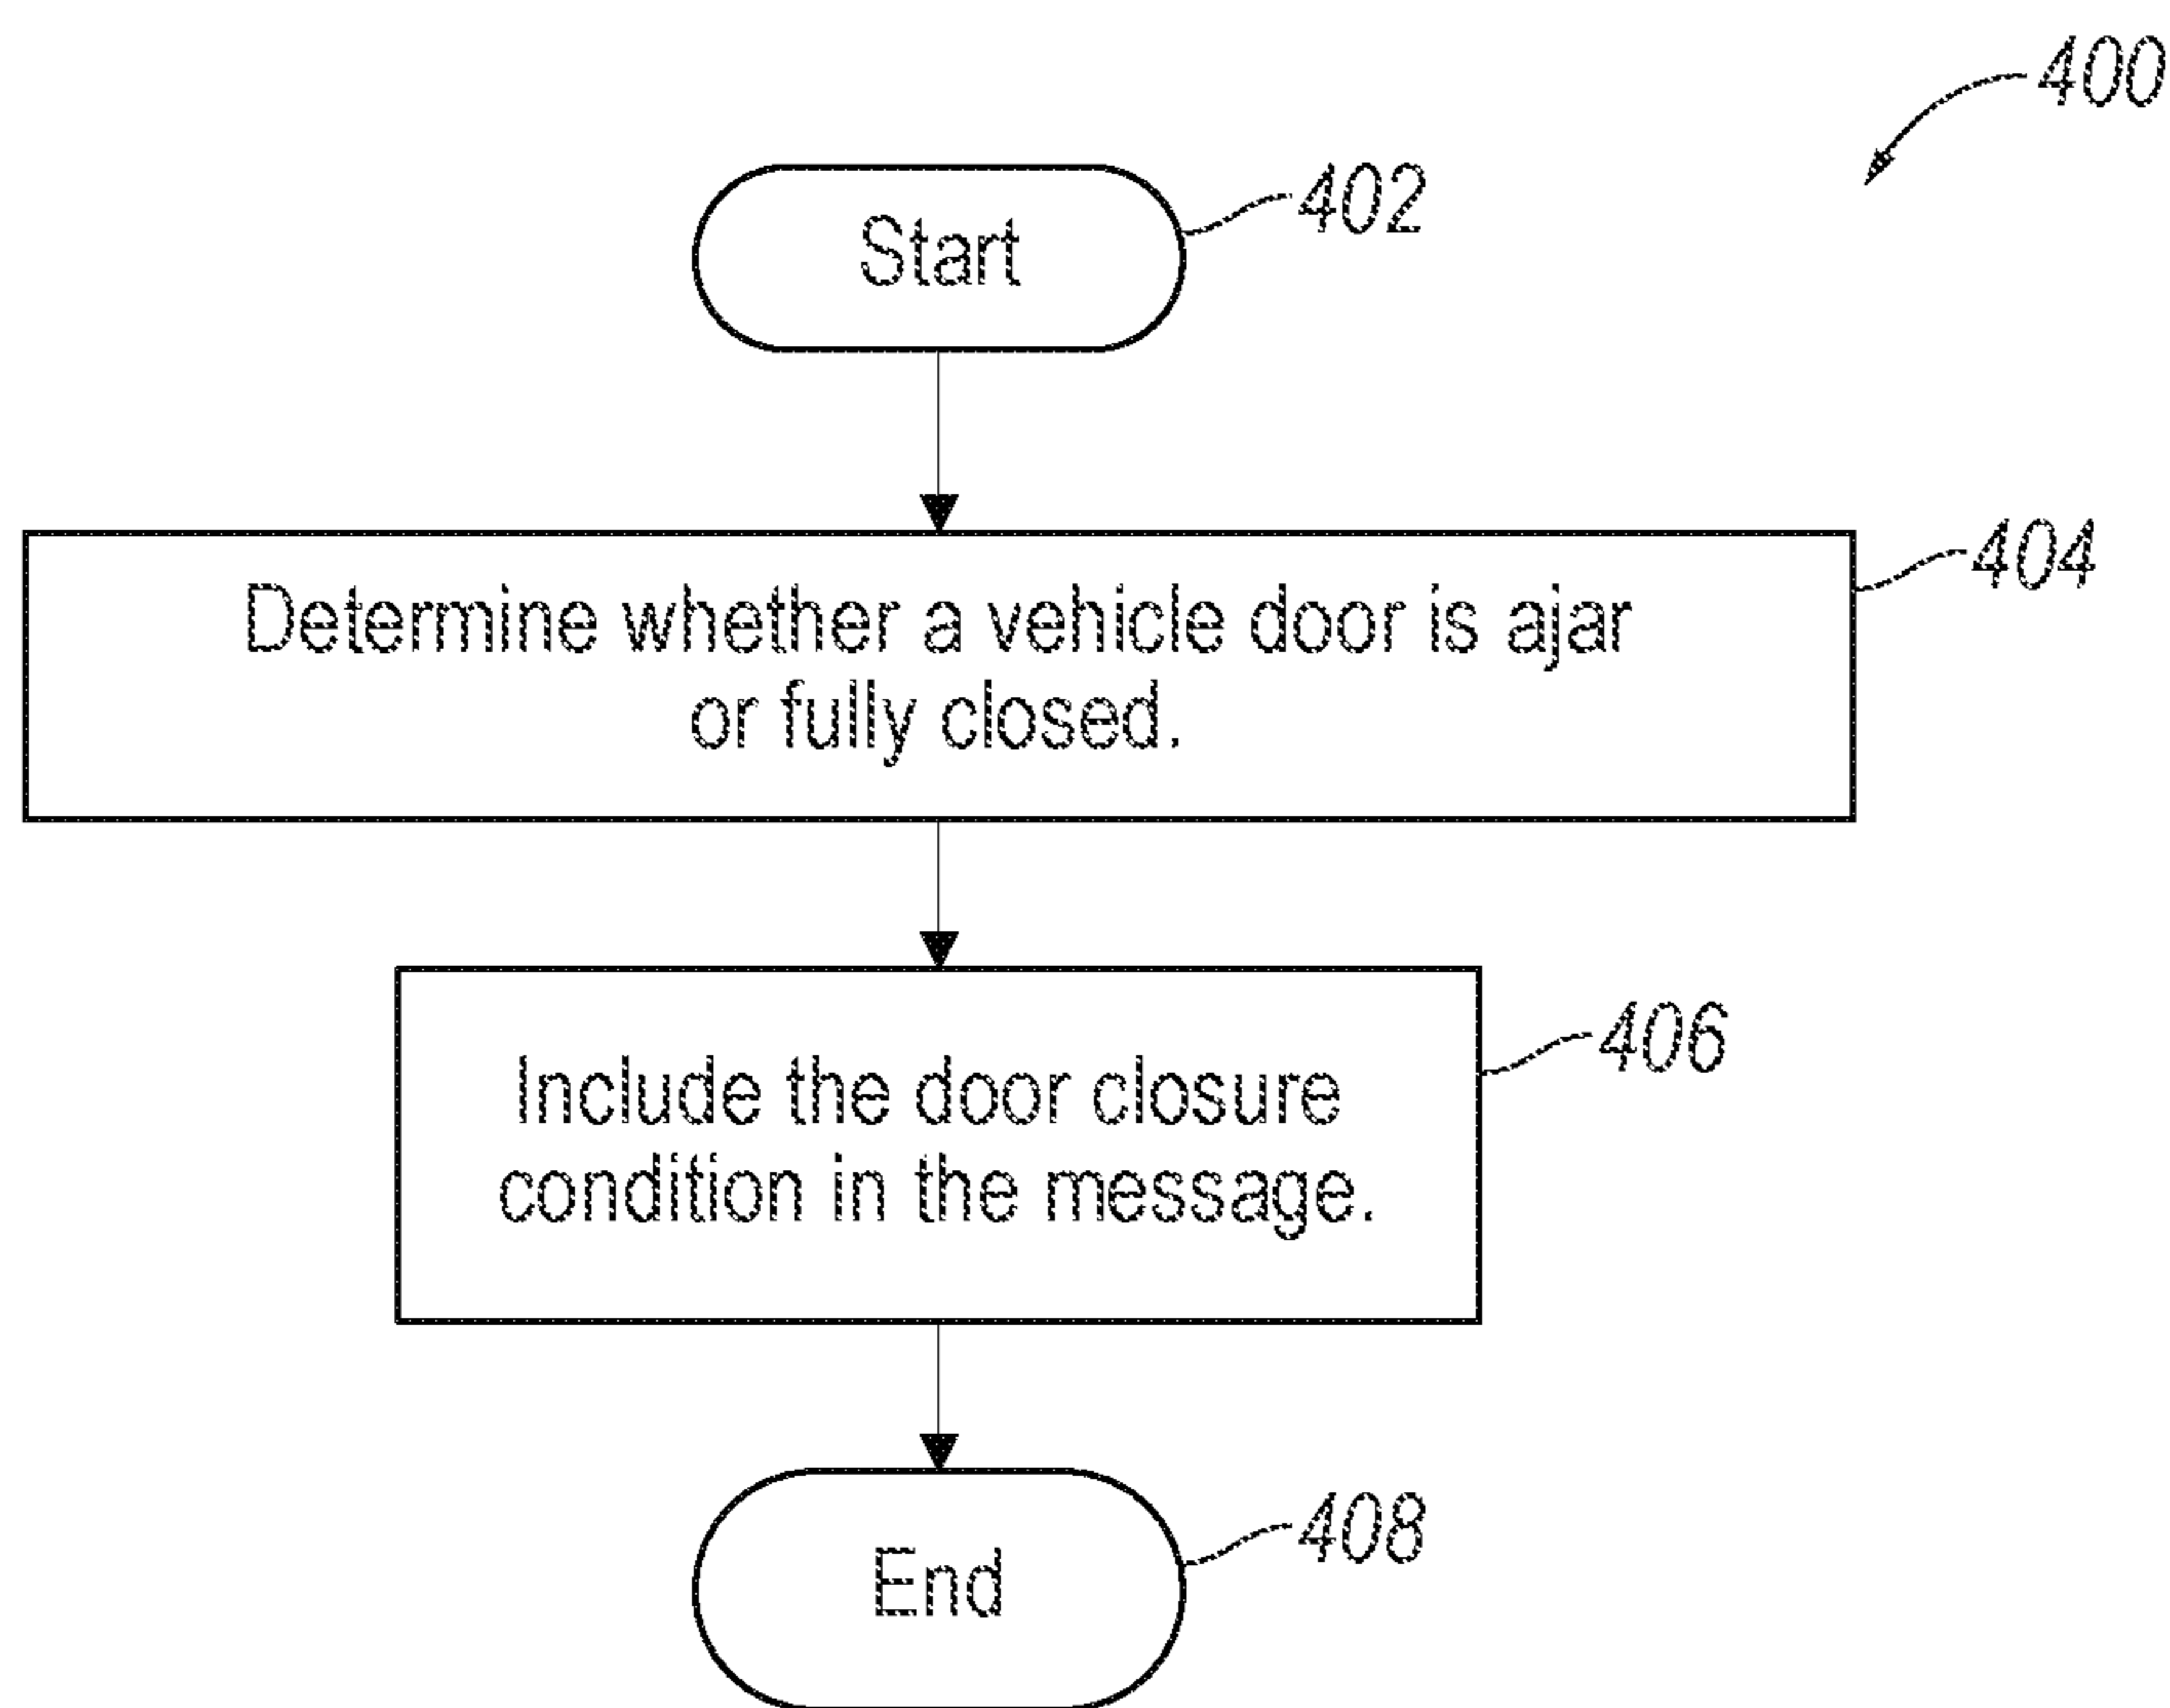 400
Start
402
Determine whether a vehicle door is ajar
or fully closed.
404
Include the door closure
condition in the message.
406
End
408